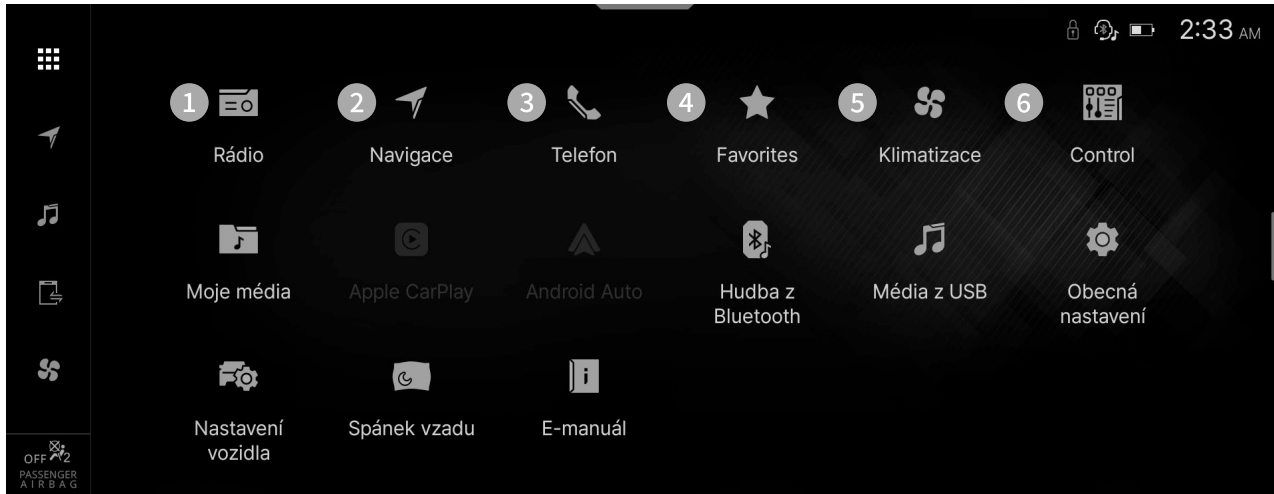 2:33 AM
1
2
3
4
5
6
Rádio
Navigace
Telefon
Favorites
Klimatizace
Control
Moje média
Apple CarPlay
Android Auto
Hudba z
Bluetooth
Média z USB
Obecná
nastavení
Nastavení
vozidla
Spánek vzadu
E-manuál
OFF 2
PASSENGER
AIRBAG